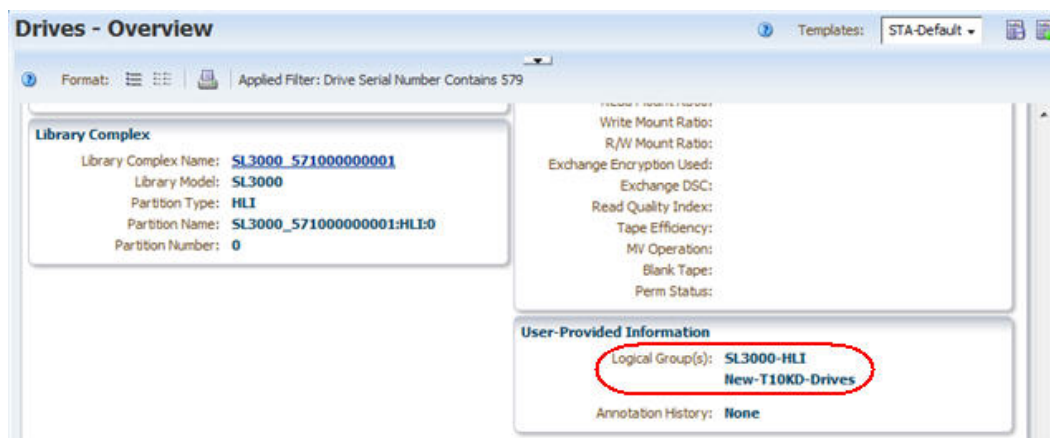 Drives - Overview
Templates: STA-Default
Format: Applied Filter: Drive Serial Number Contains 579
Library Complex
Library Complex Name: SL3000_571000000001
Library Model: SL3000
Partition Type: HLI
Partition Name: SL3000_571000000001:HLI:0
Partition Number: 0
Read Mount Ratio:
Write Mount Ratio:
R/W Mount Ratio:
Exchange Encryption Used:
Exchange DSC:
Read Quality Index:
Tape Efficiency:
MV Operation:
Blank Tape:
Perm Status:
User-Provided Information
Logical Group(s): SL3000-HLI
New-T10KD-Drives
Annotation History: None